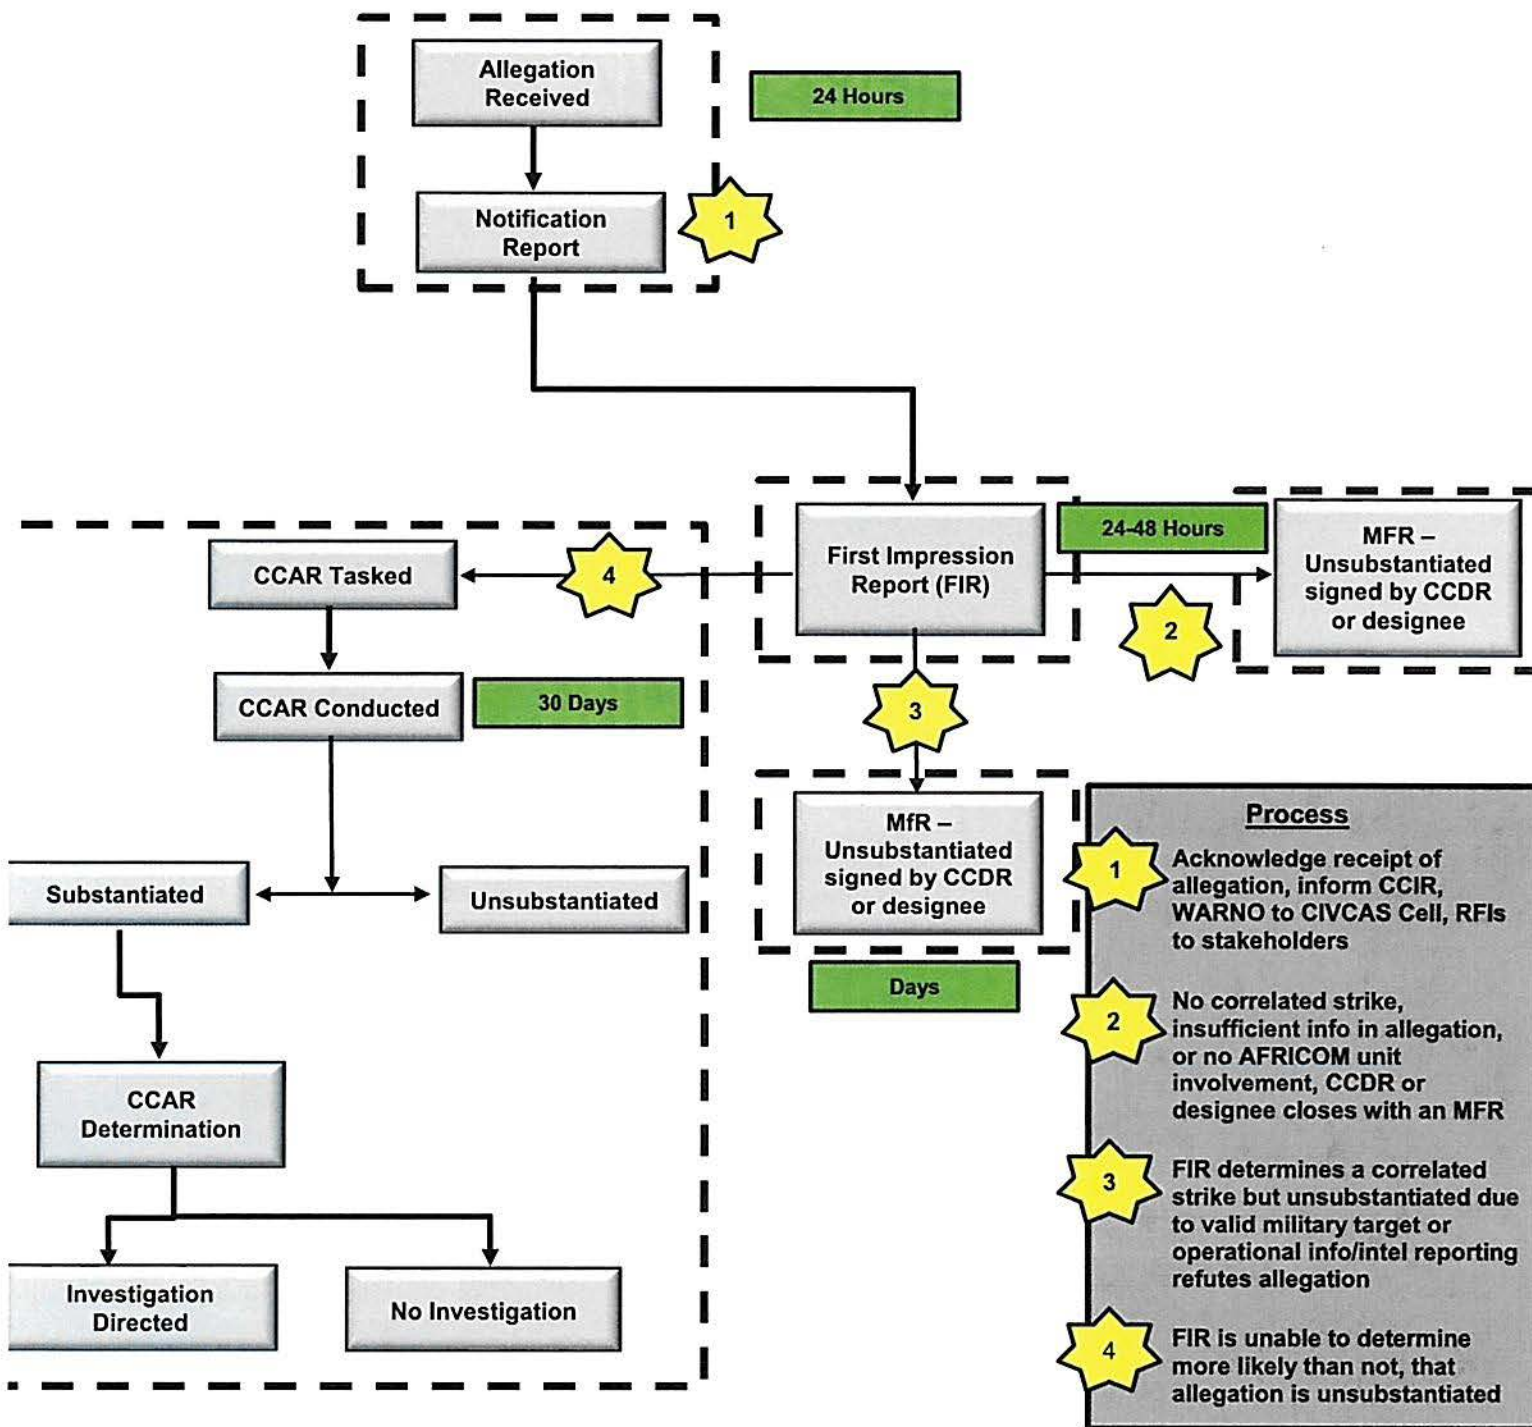 Allegation
Received
24 Hours
Notification
Report
1
First Impression
Report (FIR)
24-48 Hours
MFR –
Unsubstantiated
signed by CCDR
or designee
2
CCAR Tasked
4
3
CCAR Conducted
30 Days
MfR –
Unsubstantiated
signed by CCDR
or designee
Days
Substantiated
Unsubstantiated
CCAR
Determination
Investigation
Directed
No Investigation
Process
1
Acknowledge receipt of
allegation, inform CCIR,
WARNO to CIVCAS Cell, RFIs
to stakeholders
2
No correlated strike,
insufficient info in allegation,
or no AFRICOM unit
involvement, CCDR or
designee closes with an MFR
3
FIR determines a correlated
strike but unsubstantiated due
to valid military target or
operational info/intel reporting
refutes allegation
4
FIR is unable to determine
more likely than not, that
allegation is unsubstantiated